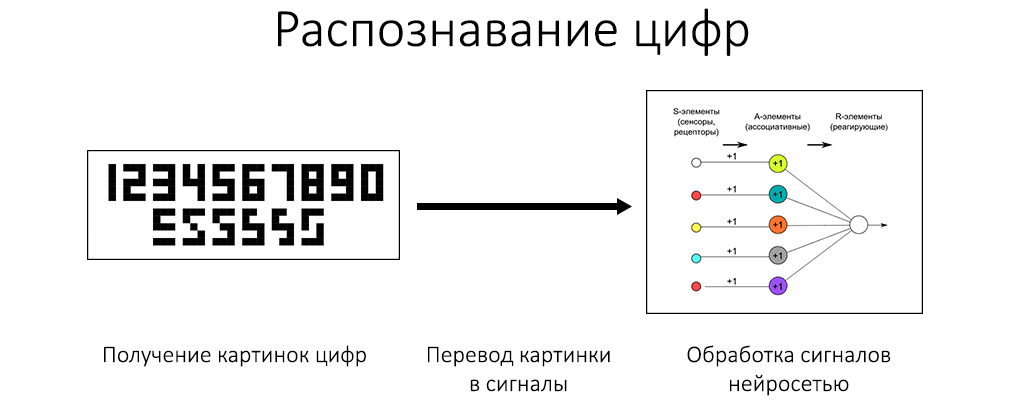 Распознавание цифр
S-элементы
(сенсоры,
рецепторы)
A-элементы
(ассоциативные)
R-элементы
(реагирующие)
+1 +1
+1 +1
+1 +1
+1 +1
+1 +1
1234567890
Получение картинок цифр
Перевод картинки
в сигналы
Обработка сигналов
нейросетью